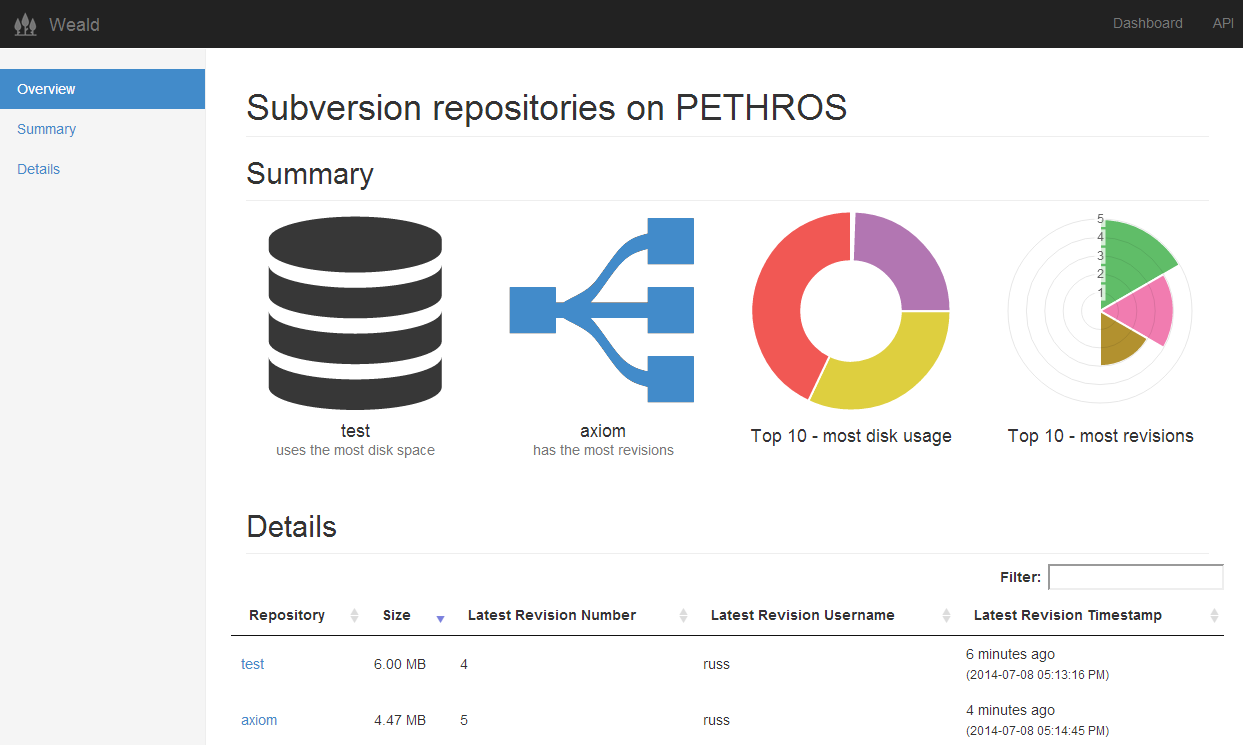 Weald
Dashboard API
Overview
Summary
Details
Subversion repositories on PETHROS
Summary
5
4
3
2
1
test
uses the most disk space
axiom
has the most revisions
Top 10 - most disk usage
Top 10 - most revisions
Details
Filter:
Repository Size Latest Revision Number Latest Revision Username Latest Revision Timestamp
test 6.00 MB 4 russ 6 minutes ago
(2014-07-08 05:13:16 PM)
axiom 4.47 MB 5 russ 4 minutes ago
(2014-07-08 05:14:45 PM)